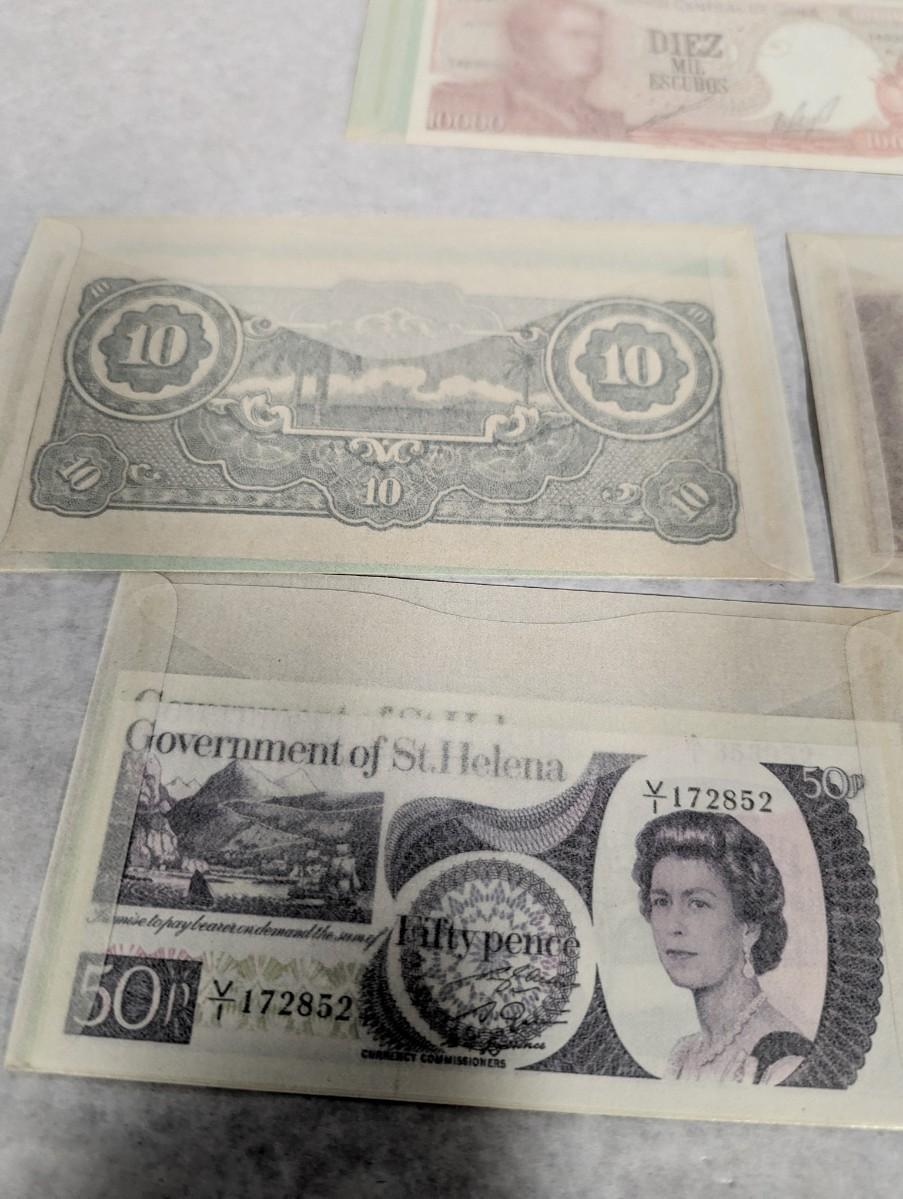 DIEZ
MIL
ESCUDOS
10000
10
10
10
10
10
10
10
Government of St. Helena
50p
V/1 172852
Promise to pay bearer on demand the sum of
Fifty pence
50p
V/1 172852
CURRENCY COMMISSIONERS